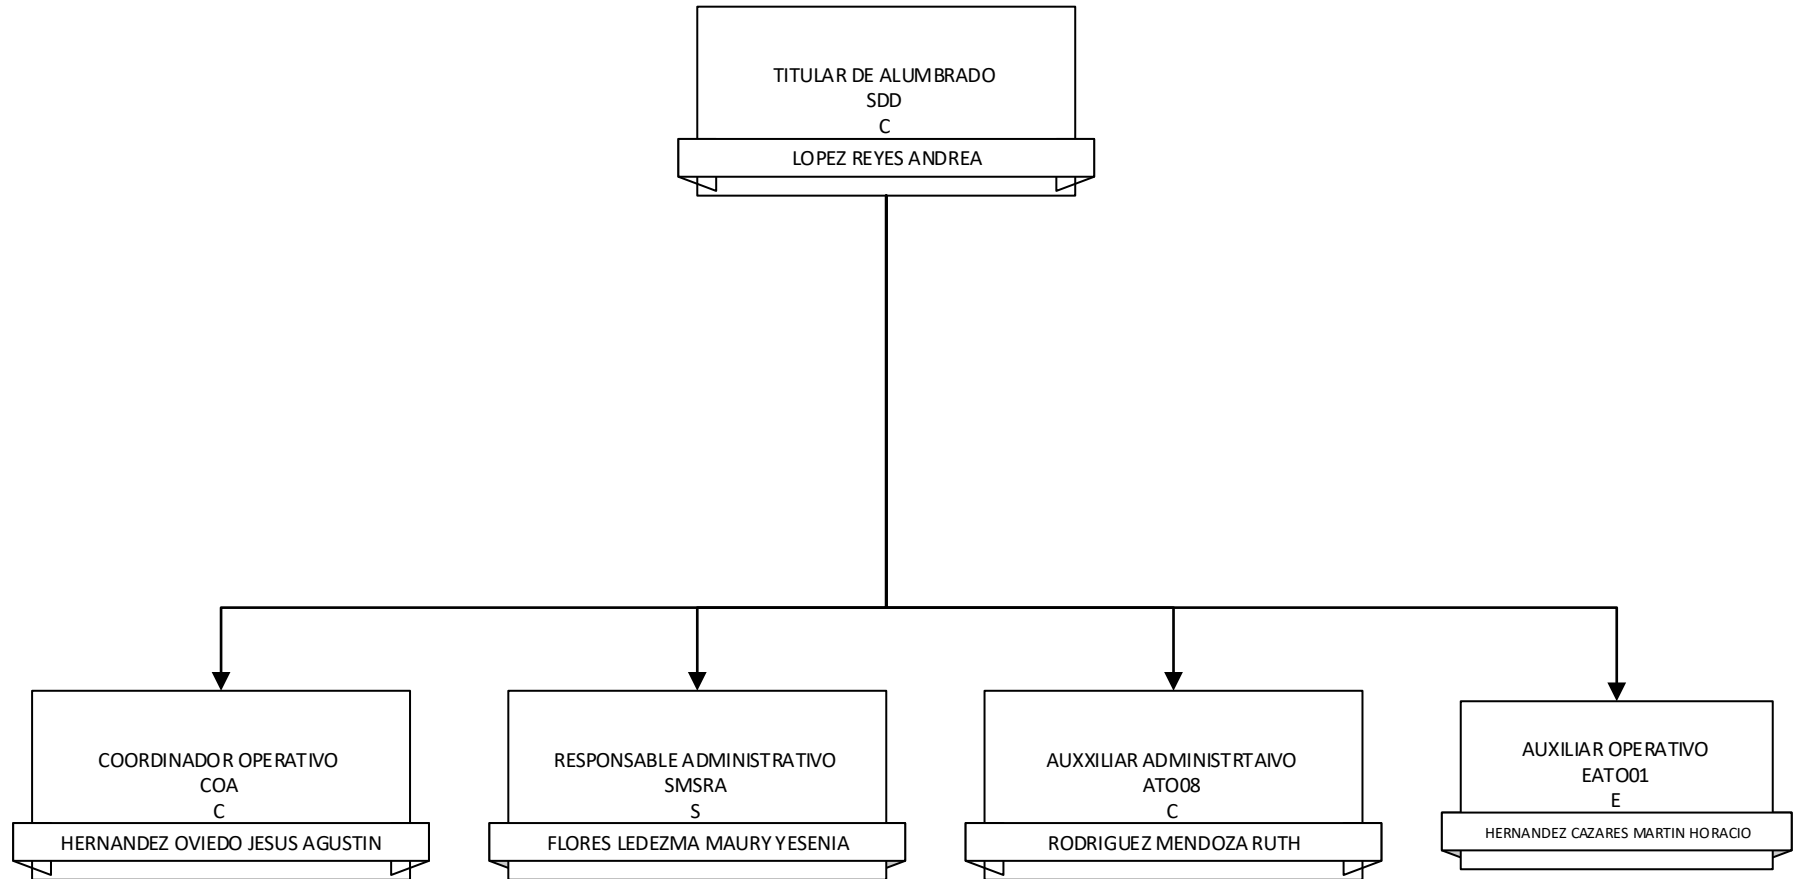 TITULAR DE ALUMBRADO
SDD
C
LOPEZ REYES ANDREA
COORDINADOR OPERATIVO
COA
C
HERNANDEZ OVIEDO JESUS AGUSTIN
RESPONSABLE ADMINISTRATIVO
SMSRA
S
FLORES LEDEZMA MAURY YESENIA
AUXXILIAR ADMINISTRTAIVO
ATO08
C
RODRIGUEZ MENDOZA RUTH
AUXILIAR OPERATIVO
EATO01
E
HERNANDEZ CAZARES MARTIN HORACIO